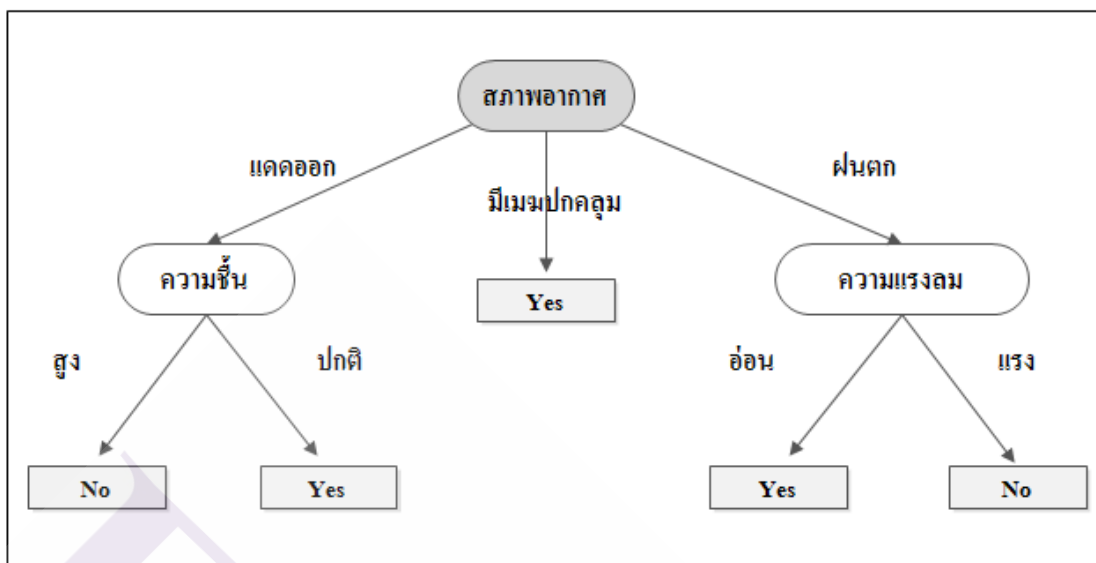 สภาพอากาศ
แดดออก
มีเมฆปกคลุม
ฝนตก
ความชื้น
Yes
ความแรงลม
สูง
ปกติ
อ่อน
แรง
No
Yes
Yes
No